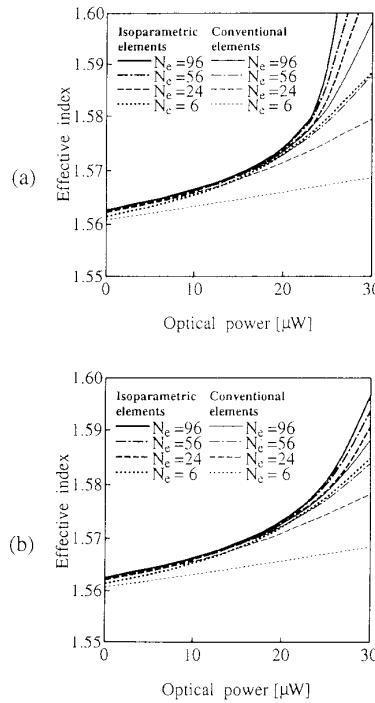 (a)
1.60
1.59
1.58
1.57
1.56
1.55
Effective index
Isoparametric elements
Conventional elements
Ne=96
Ne=56
Ne=24
Ne= 6
Ne=96
Ne=56
Ne=24
Ne= 6
0
10
20
30
Optical power [μW]
(b)
1.60
1.59
1.58
1.57
1.56
1.55
Effective index
Isoparametric elements
Conventional elements
Ne=96
Ne=56
Ne=24
Ne= 6
Ne=96
Ne=56
Ne=24
Ne= 6
0
10
20
30
Optical power [μW]